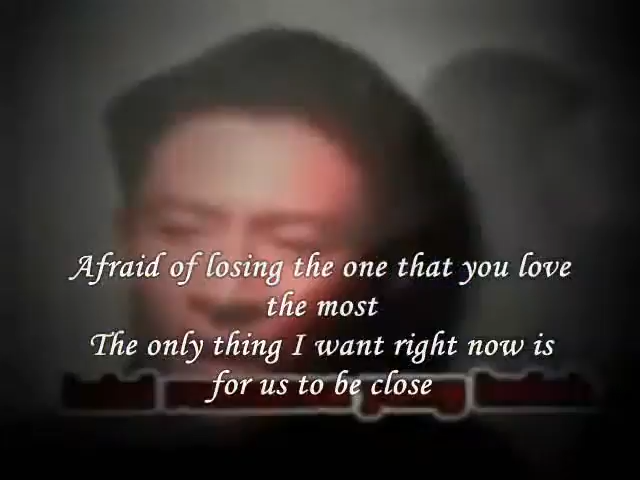 Afraid of losing the one that you love
the most
The only thing I want right now is
for us to be close